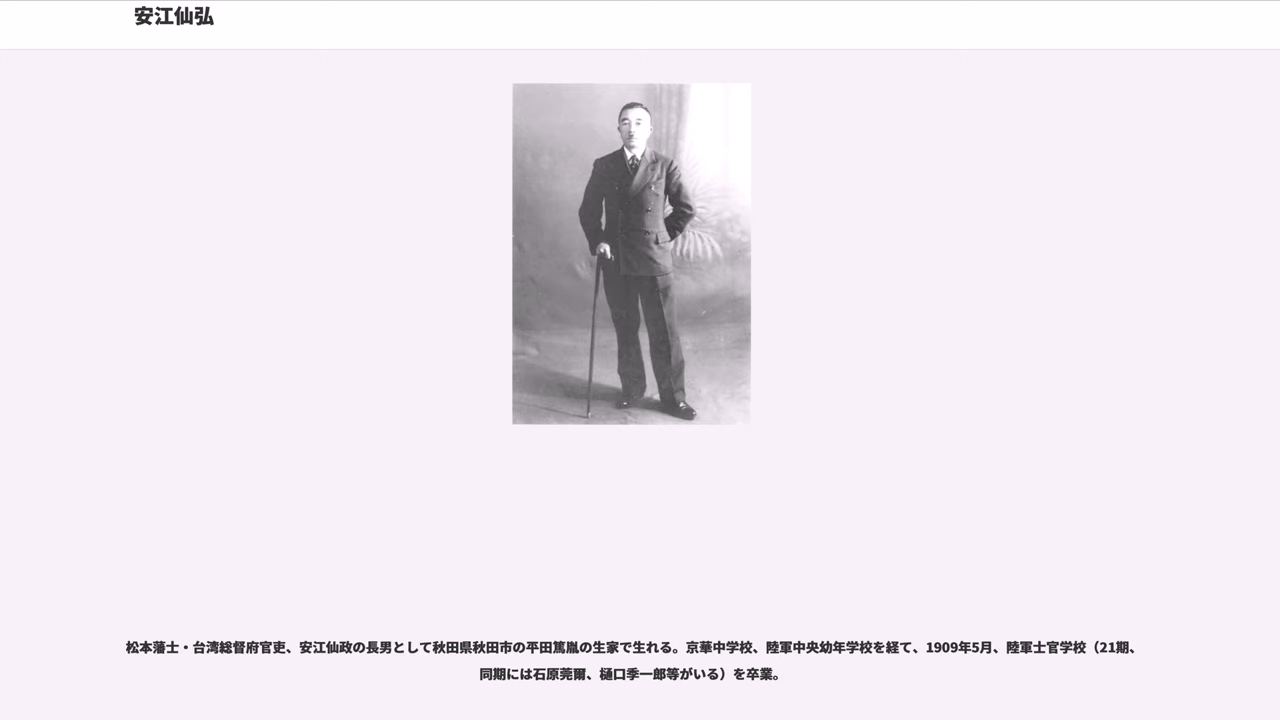 安江仙弘
松本藩士・台湾総督府官吏、安江仙政の長男として秋田県秋田市の平田篤胤の生家で生れる。京華中学校、陸軍中央幼年学校を経て、1909年5月、陸軍士官学校（21期、
同期には石原莞爾、樋口季一郎等がいる）を卒業。